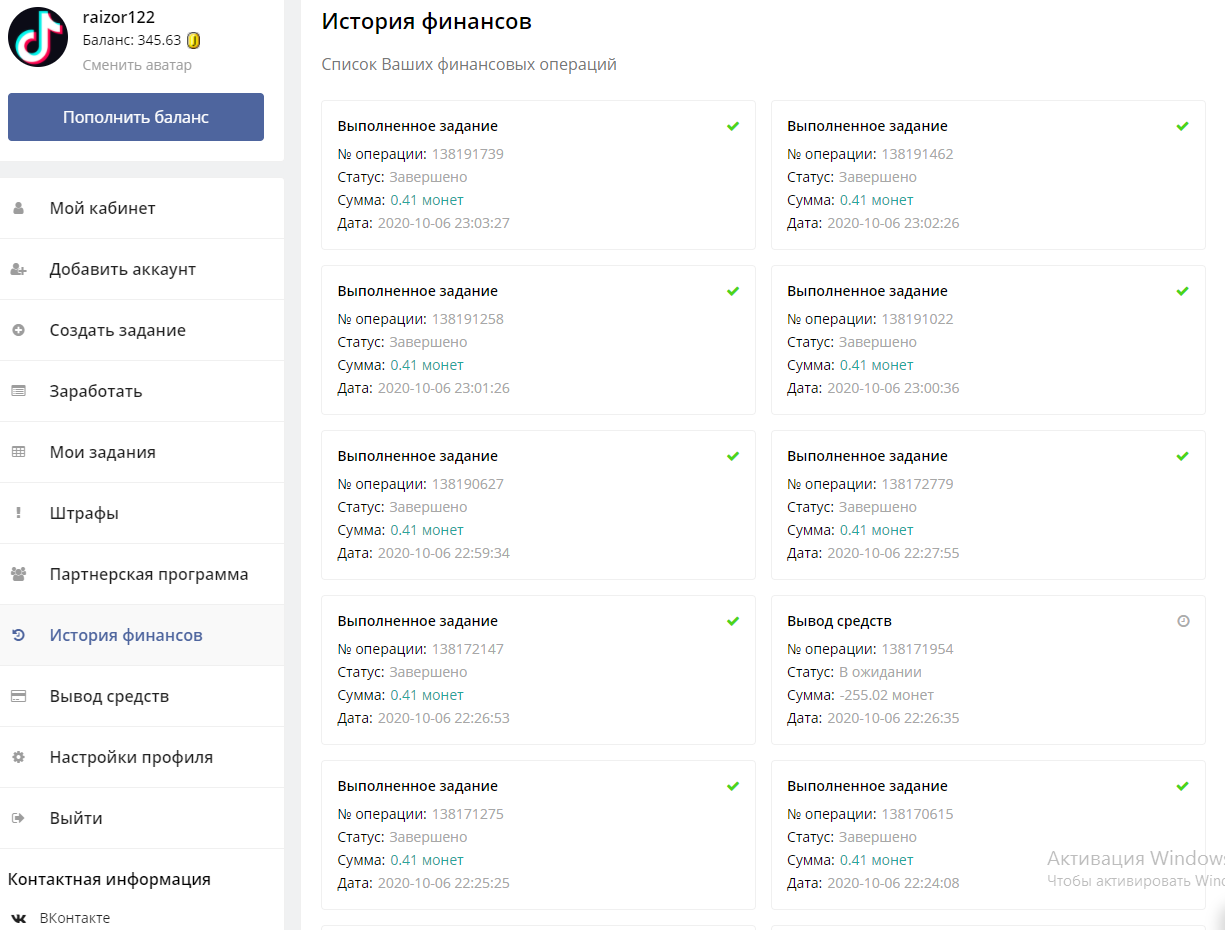 raizor122
Баланс: 345.63
Сменить аватар
Пополнить баланс
Мой кабинет
Добавить аккаунт
Создать задание
Заработать
Мои задания
Штрафы
Партнерская программа
История финансов
Вывод средств
Настройки профиля
Выйти
Контактная информация
ВКонтакте
История финансов
Список Ваших финансовых операций
Выполненное задание
№ операции: 138191739
Статус: Завершено
Сумма: 0.41 монет
Дата: 2020-10-06 23:03:27
Выполненное задание
№ операции: 138191462
Статус: Завершено
Сумма: 0.41 монет
Дата: 2020-10-06 23:02:26
Выполненное задание
№ операции: 138191258
Статус: Завершено
Сумма: 0.41 монет
Дата: 2020-10-06 23:01:26
Выполненное задание
№ операции: 138191022
Статус: Завершено
Сумма: 0.41 монет
Дата: 2020-10-06 23:00:36
Выполненное задание
№ операции: 138190627
Статус: Завершено
Сумма: 0.41 монет
Дата: 2020-10-06 22:59:34
Выполненное задание
№ операции: 138172779
Статус: Завершено
Сумма: 0.41 монет
Дата: 2020-10-06 22:27:55
Выполненное задание
№ операции: 138172147
Статус: Завершено
Сумма: 0.41 монет
Дата: 2020-10-06 22:26:53
Вывод средств
№ операции: 138171954
Статус: В ожидании
Сумма: -255.02 монет
Дата: 2020-10-06 22:26:35
Выполненное задание
№ операции: 138171275
Статус: Завершено
Сумма: 0.41 монет
Дата: 2020-10-06 22:25:25
Выполненное задание
№ операции: 138170615
Статус: Завершено
Сумма: 0.41 монет
Дата: 2020-10-06 22:24:08
Активация Windows
Чтобы активировать Wind